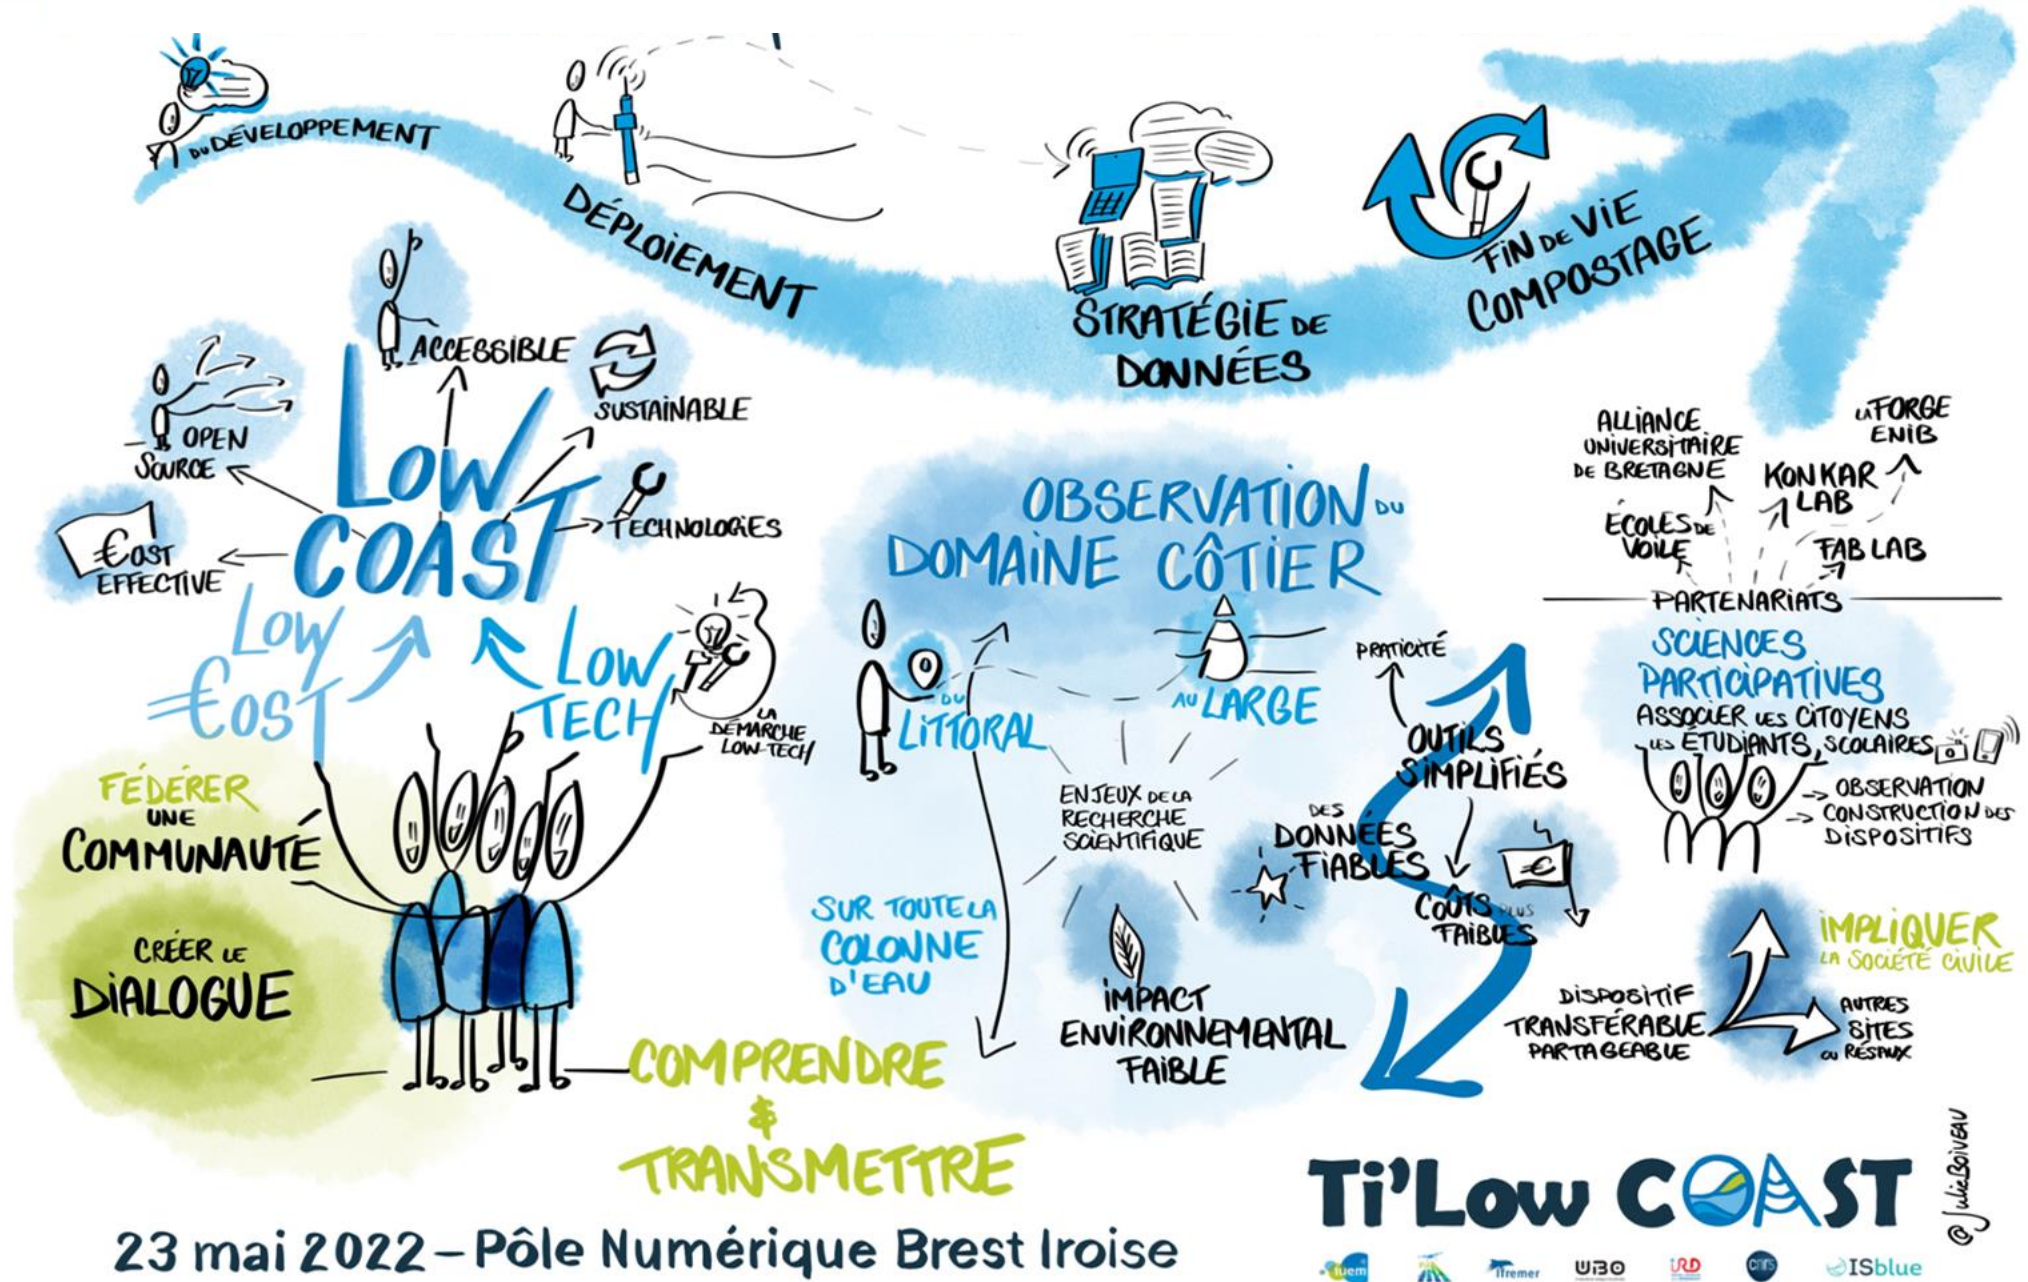 DU DÉVELOPPEMENT
DÉPLOIEMENT
STRATÉGIE DE
DONNÉES
FIN DE VIE
COMPOSTAGE
ACCESSIBLE
SUSTAINABLE
OPEN
SOURCE
TECHNOLOGIES
€OST
EFFECTIVE
LOW
COAST
LOW
€OST
LOW
TECH
LA
DÉMARCHE
LOW-TECH
FÉDÉRER
UNE
COMMUNAUTÉ
CRÉER LE
DIALOGUE
COMPRENDRE
&
TRANSMETTRE
OBSERVATION DU
DOMAINE CÔTIER
DU
LITTORAL
AU LARGE
SUR TOUTE LA
COLONNE
D'EAU
ENJEUX DE LA
RECHERCHE
SCIENTIFIQUE
IMPACT
ENVIRONNEMENTAL
FAIBLE
DES
DONNÉES
FIABLES
PRATICITÉ
OUTILS
SIMPLIFIÉS
€
COÛTS PLUS
FAIBLES
ALLIANCE
UNIVERSITAIRE
DE BRETAGNE
LA FORGE
ENIB
KONKAR
LAB
ÉCOLES DE
VOILE
FAB LAB
PARTENARIATS
SCIENCES
PARTICIPATIVES
ASSOCIER LES CITOYENS
LES ÉTUDIANTS, SCOLAIRES
OBSERVATION
CONSTRUCTION DES
DISPOSITIFS
IMPLIQUER
LA SOCIÉTÉ CIVILE
DISPOSITIF
TRANSFÉRABLE
PARTAGEABLE
AUTRES
SITES
OU RÉSEAUX
@JulieBOIVEAU
Ti'Low COAST
23 mai 2022 – Pôle Numérique Brest Iroise
iuem
Ifremer
UBO
IRD
cnrs
ISblue